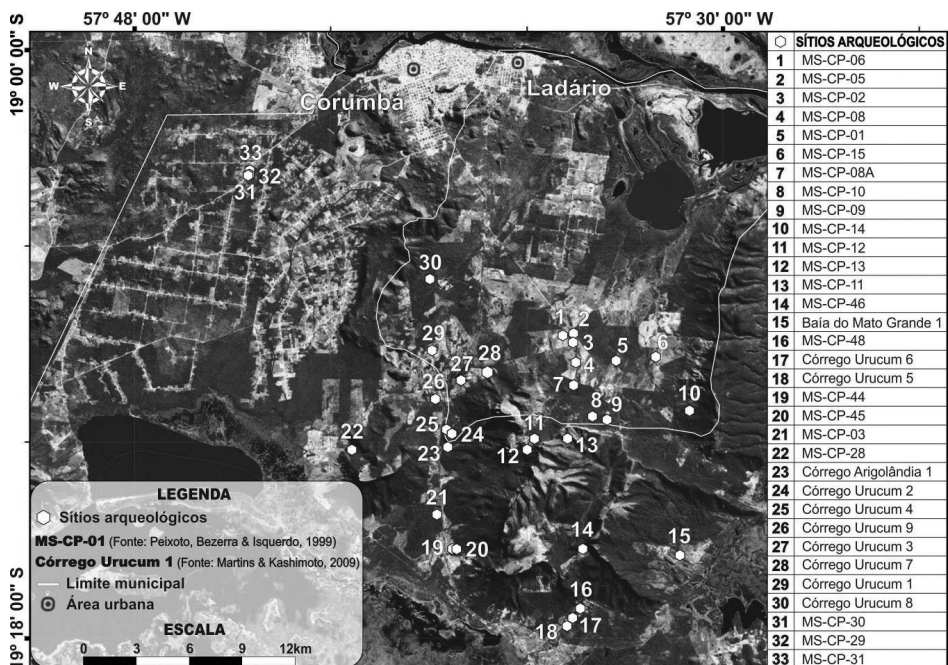 57º 48' 00'' W
57º 30' 00'' W
19º 00' 00'' S
19º 18' 00'' S
N
W E
S
Corumbá
Ladário
33
32
31
30
29
28
27
26
25
24
23
22
21
19 20
1 2
3
4
5
6
7
8 9
10
11
12
13
14
15
16
17
18
LEGENDA
Sítios arqueológicos
MS-CP-01 (Fonte: Peixoto, Bezerra & Isquerdo, 1999)
Córrego Urucum 1 (Fonte: Martins & Kashimoto, 2009)
Límite municipal
Área urbana
ESCALA
0 3 6 12km
SÍTIOS ARQUEOLÓGICOS
1 MS-CP-06
2 MS-CP-05
3 MS-CP-02
4 MS-CP-08
5 MS-CP-01
6 MS-CP-15
7 MS-CP-08A
8 MS-CP-10
9 MS-CP-09
10 MS-CP-14
11 MS-CP-12
12 MS-CP-13
13 MS-CP-11
14 MS-CP-46
15 Baía do Mato Grande 1
16 MS-CP-48
17 Córrego Urucum 6
18 Córrego Urucum 5
19 MS-CP-44
20 MS-CP-45
21 MS-CP-03
22 MS-CP-28
23 Córrego Arigolândia 1
24 Córrego Urucum 2
25 Córrego Urucum 4
26 Córrego Urucum 9
27 Córrego Urucum 3
28 Córrego Urucum 7
29 Córrego Urucum 1
30 Córrego Urucum 8
31 MS-CP-30
32 MS-CP-29
33 MS-CP-31